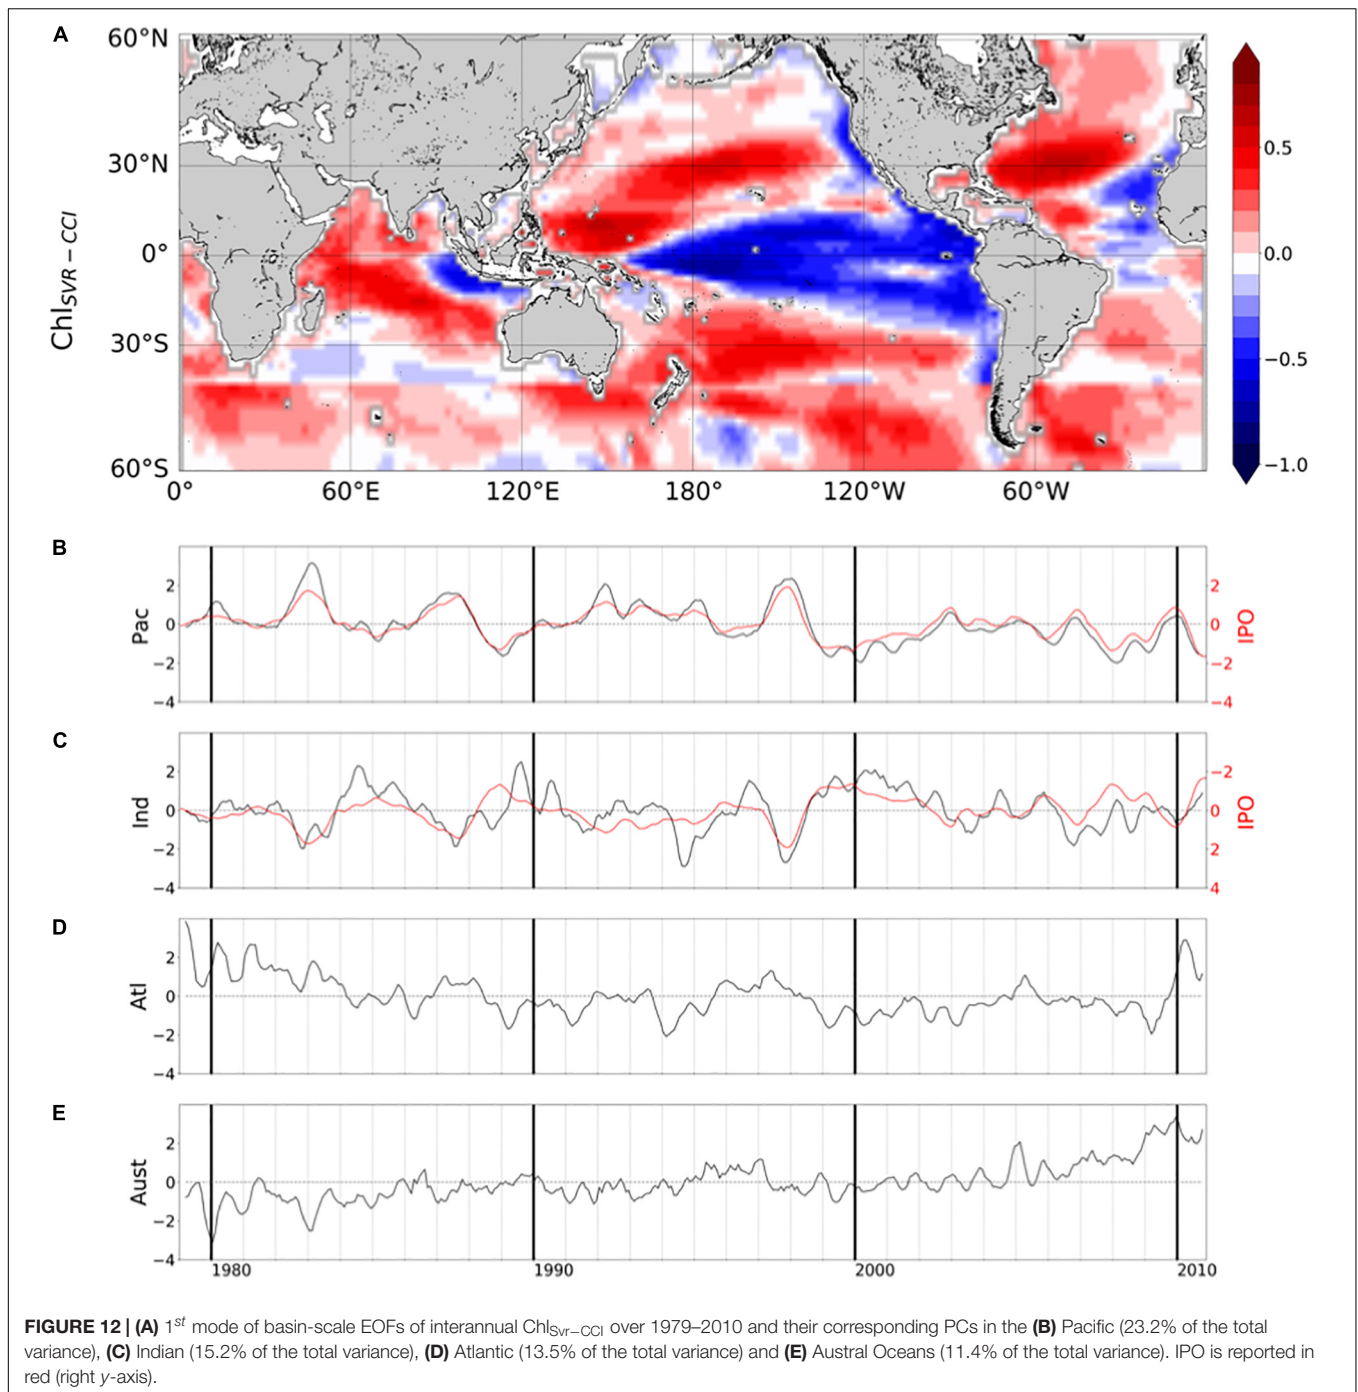 A
60°N
30°N
0°
30°S
60°S
ChlSVR−CCI
0°
60°E
120°E
180°
120°W
60°W
0.5
0.0
−0.5
−1.0
B
Pac
2
0
−2
−4
2
0
−2
−4
IPO
C
Ind
2
0
−2
−4
−2
0
2
4
IPO
D
Atl
2
0
−2
−4
E
Aust
2
0
−2
−4
1980
1990
2000
2010
FIGURE 12 | (A) 1st mode of basin-scale EOFs of interannual ChlSvr−CCI over 1979–2010 and their corresponding PCs in the (B) Pacific (23.2% of the total
variance), (C) Indian (15.2% of the total variance), (D) Atlantic (13.5% of the total variance) and (E) Austral Oceans (11.4% of the total variance). IPO is reported in
red (right y-axis).